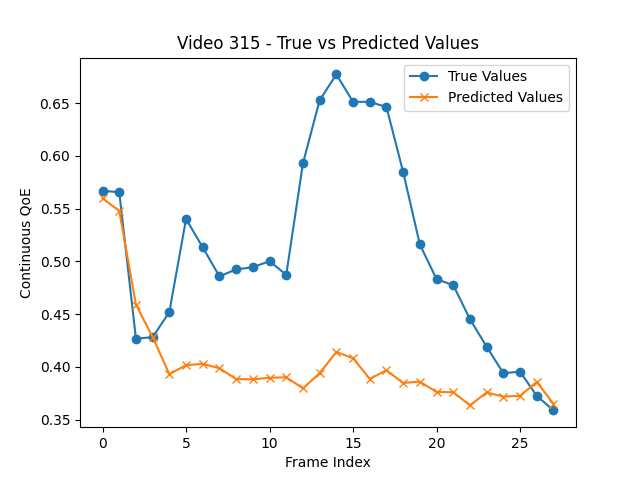 Video 315 - True vs Predicted Values
True Values
Predicted Values
Continuous QoE
0.65
0.60
0.55
0.50
0.45
0.40
0.35
0 5 10 15 20 25
Frame Index